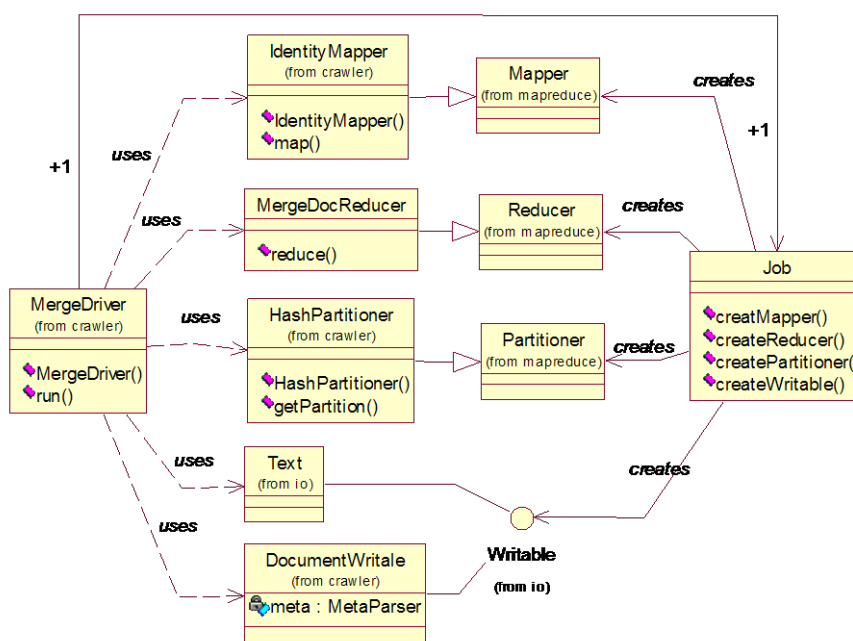 IdentityMapper
(from crawler)
IdentityMapper()
map()
Mapper
(from mapreduce)
creates
+1
+1
uses
MergeDocReducer
reduce()
uses
Reducer
(from mapreduce)
creates
Job
creatMapper()
createReducer()
createPartitioner()
createWritable()
MergeDriver
(from crawler)
MergeDriver()
run()
uses
HashPartitioner
(from crawler)
HashPartitioner()
getPartition()
Partitioner
(from mapreduce)
creates
uses
Text
(from io)
creates
uses
Writable
(from io)
DocumentWritale
(from crawler)
meta : MetaParser